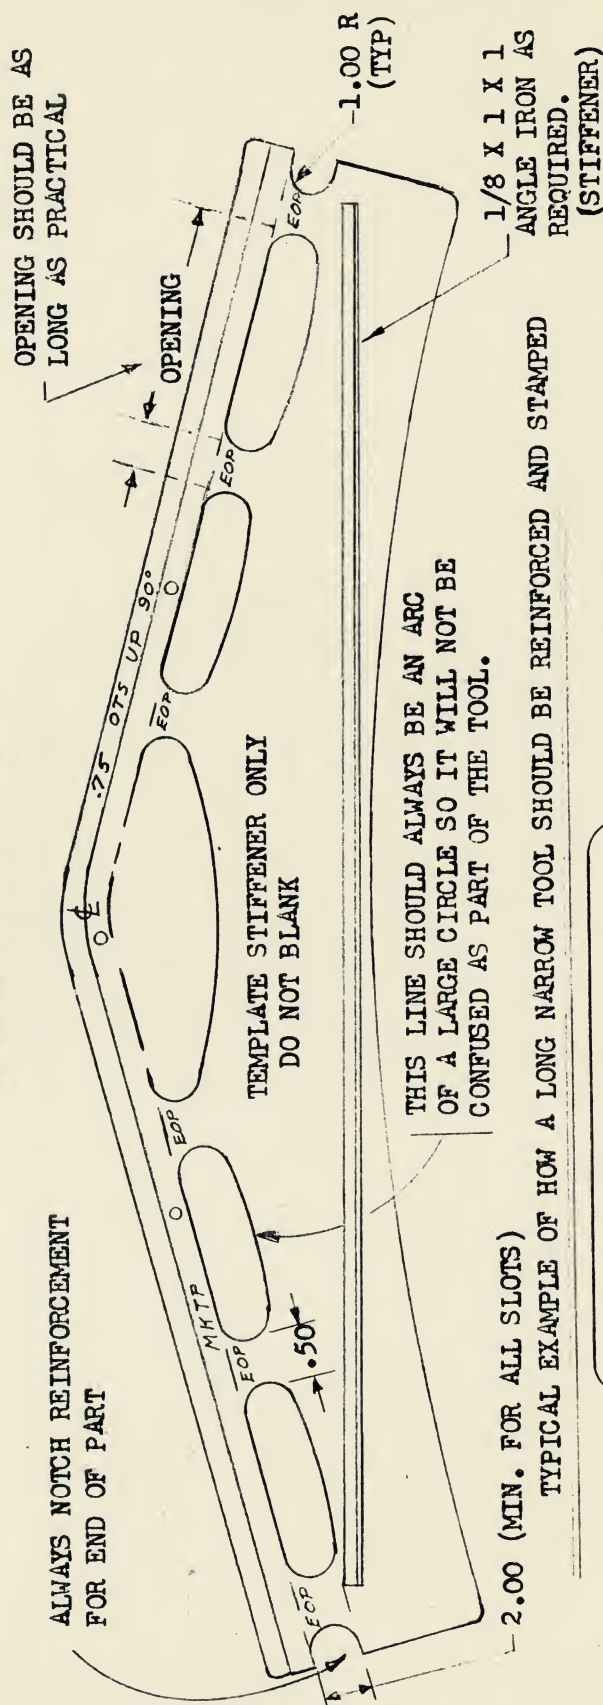 ALWAYS NOTCH REINFORCEMENT
FOR END OF PART
OPENING SHOULD BE AS
LONG AS PRACTICAL
OPENING
.75 OTS UP 90°
℄
MKTP
EOP
EOP
EOP
EOP
EOP
EOP
-1.00 R
(TYP)
.50
TEMPLATE STIFFENER ONLY
DO NOT BLANK
THIS LINE SHOULD ALWAYS BE AN ARC
OF A LARGE CIRCLE SO IT WILL NOT BE
CONFUSED AS PART OF THE TOOL.
1/8 X 1 X 1
ANGLE IRON AS
REQUIRED.
(STIFFENER)
2.00 (MIN. FOR ALL SLOTS)
TYPICAL EXAMPLE OF HOW A LONG NARROW TOOL SHOULD BE REINFORCED AND STAMPED